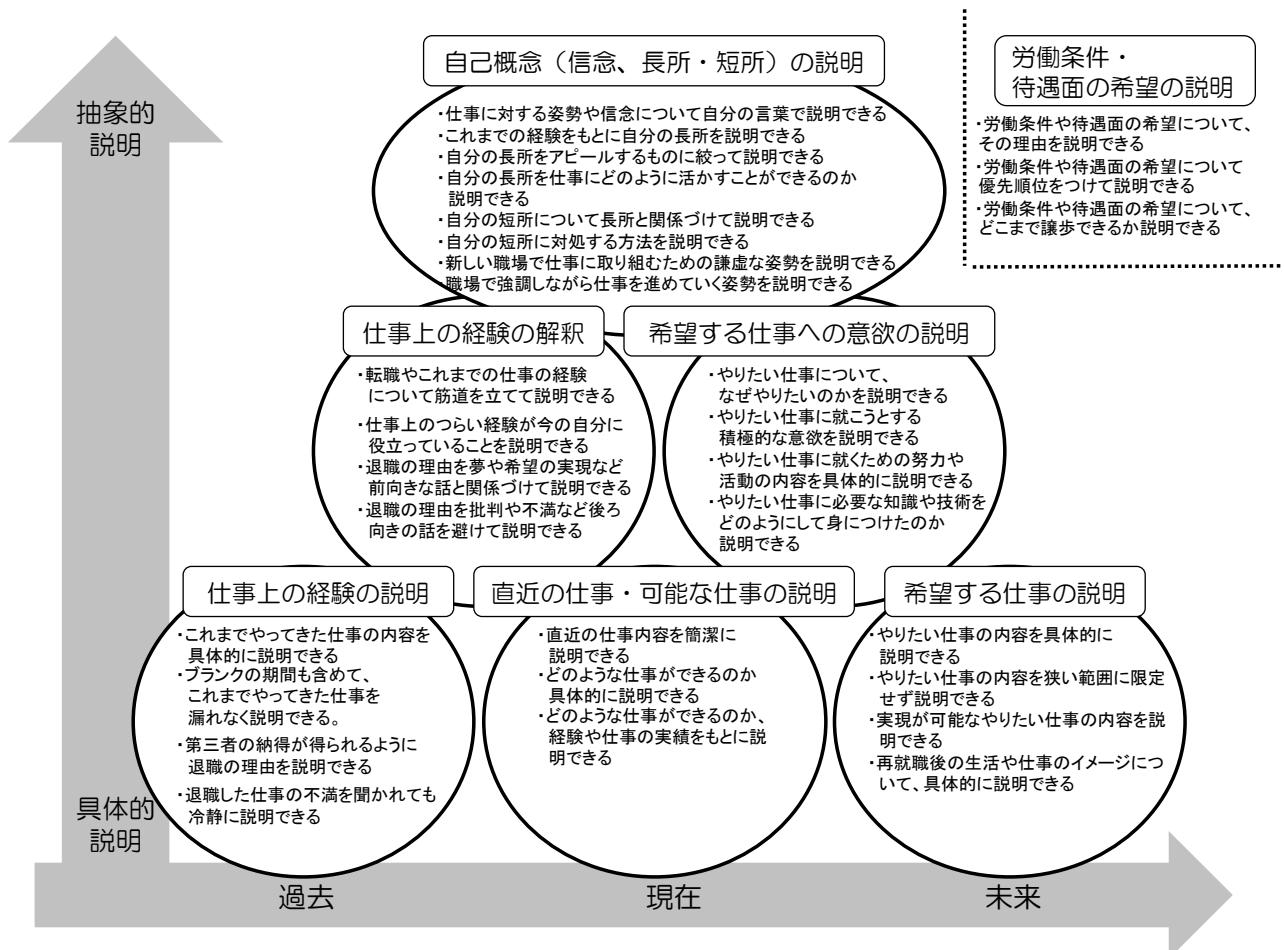 自己概念（信念、長所・短所）の説明
・仕事に対する姿勢や信念について自分の言葉で説明できる
・これまでの経験をもとに自分の長所を説明できる
・自分の長所をアピールするものに絞って説明できる
・自分の長所を仕事にどのように活かすことができるのか
説明できる
・自分の短所について長所と関係づけて説明できる
・自分の短所に対処する方法を説明できる
・新しい職場で仕事に取り組むための謙虚な姿勢を説明できる
・職場で強調しながら仕事を進めていく姿勢を説明できる
労働条件・
待遇面の希望の説明
・労働条件や待遇面の希望について、
その理由を説明できる
・労働条件や待遇面の希望について
優先順位をつけて説明できる
・労働条件や待遇面の希望について、
どこまで譲歩できるか説明できる
抽象的
説明
仕事上の経験の解釈
・転職やこれまでの仕事の経験
について筋道を立てて説明できる
・仕事上のつらい経験が今の自分に
役立っていることを説明できる
・退職の理由を夢や希望の実現など
前向きな話と関係づけて説明できる
・退職の理由を批判や不満など後ろ
向きの話を避けて説明できる
希望する仕事への意欲の説明
・やりたい仕事について、
なぜやりたいのかを説明できる
・やりたい仕事に就こうとする
積極的な意欲を説明できる
・やりたい仕事に就くための努力や
活動の内容を具体的に説明できる
・やりたい仕事に必要な知識や技術を
どのようにして身につけたのか
説明できる
仕事上の経験の説明
・これまでやってきた仕事の内容を
具体的に説明できる
・ブランクの期間も含めて、
これまでやってきた仕事を
漏れなく説明できる。
・第三者の納得が得られるように
退職の理由を説明できる
・退職した仕事の不満を聞かれても
冷静に説明できる
直近の仕事・可能な仕事の説明
・直近の仕事内容を簡潔に
説明できる
・どのような仕事ができるのか
具体的に説明できる
・どのような仕事ができるのか、
経験や仕事の実績をもとに説
明できる
希望する仕事の説明
・やりたい仕事の内容を具体的に
説明できる
・やりたい仕事の内容を狭い範囲に限定
せず説明できる
・実現が可能なやりたい仕事の内容を説
明できる
・再就職後の生活や仕事のイメージにつ
いて、具体的に説明できる
具体的
説明
過去
現在
未来